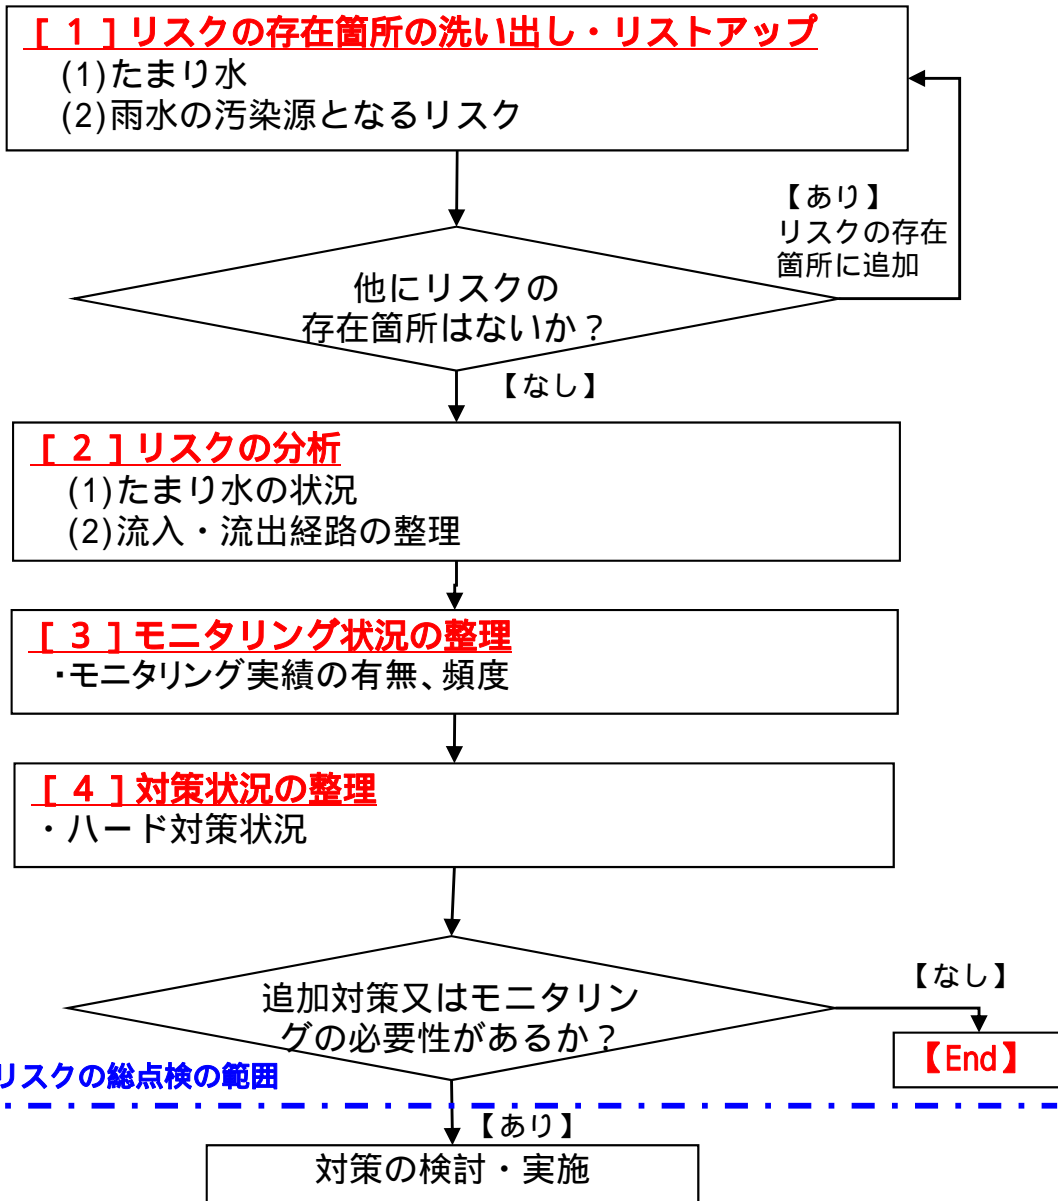 ［１］リスクの存在箇所の洗い出し・リストアップ
(1)たまり水
(2)雨水の汚染源となるリスク
【あり】
リスクの存在
箇所に追加
他にリスクの
存在箇所はないか？
【なし】
［２］リスクの分析
(1)たまり水の状況
(2)流入・流出経路の整理
［３］モニタリング状況の整理
・モニタリング実績の有無、頻度
［４］対策状況の整理
・ハード対策状況
追加対策又はモニタリン
グの必要性があるか？
【なし】
【End】
リスクの総点検の範囲
【あり】
対策の検討・実施